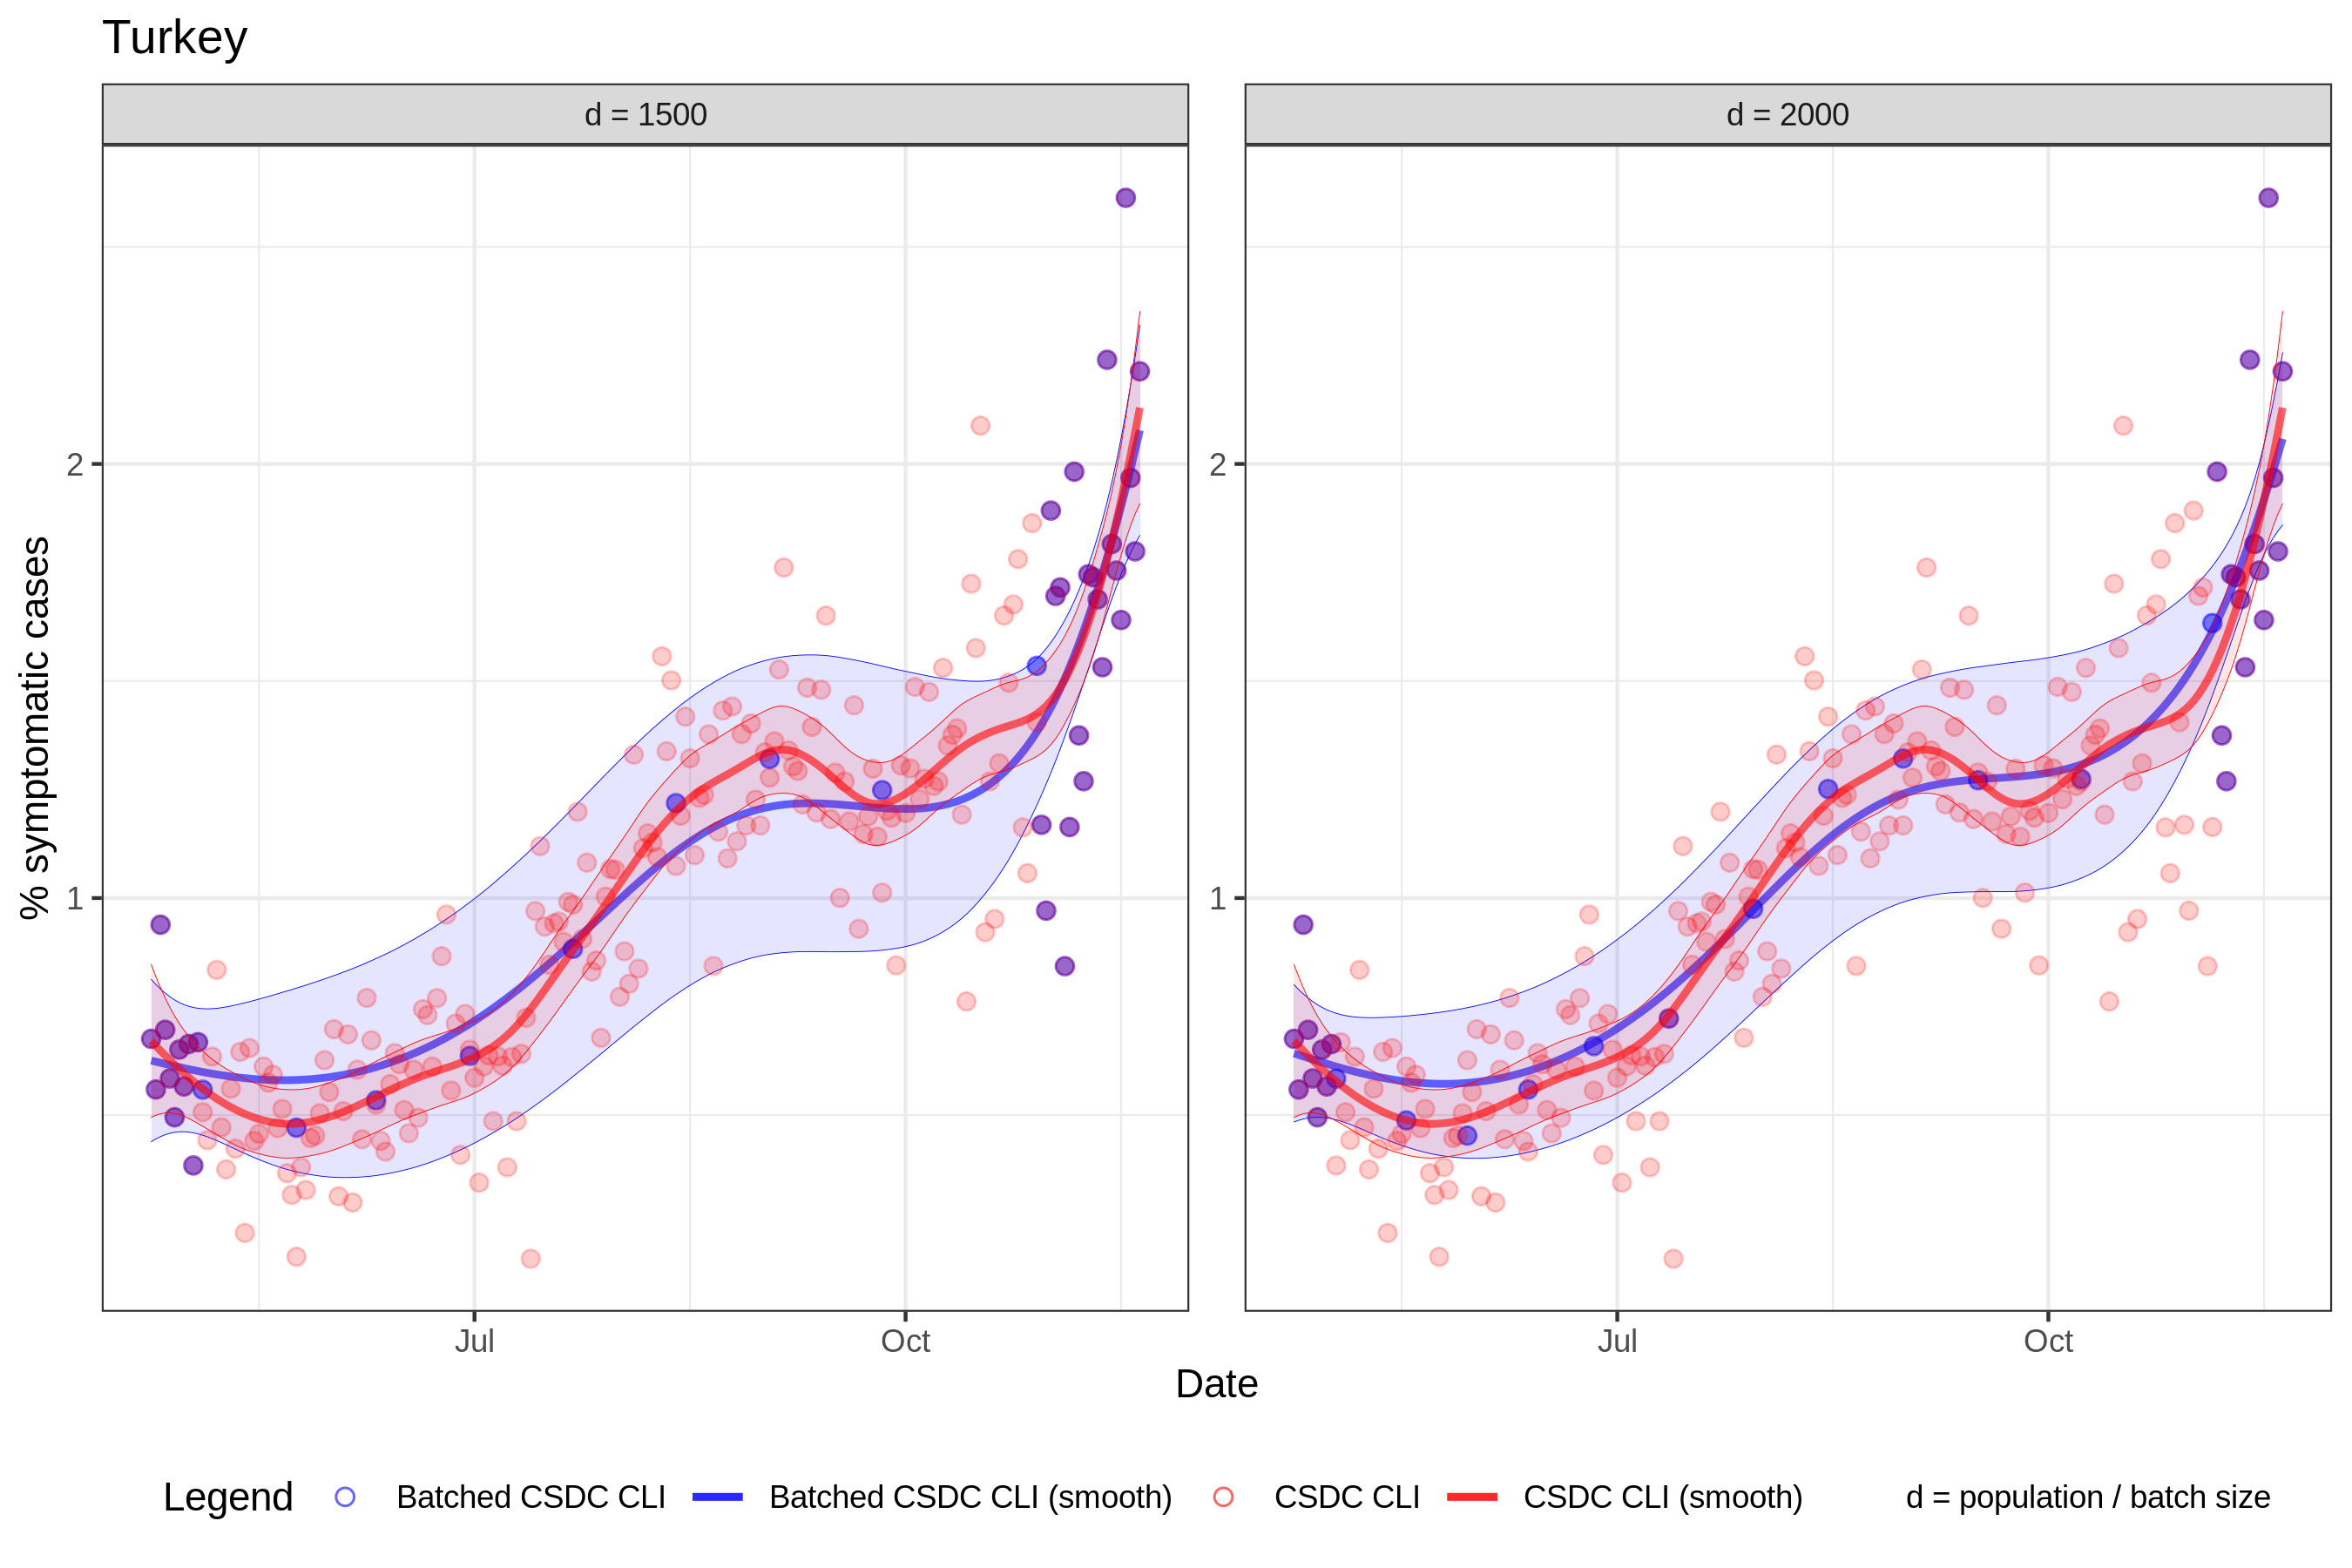 Turkey
d = 1500
d = 2000
% symptomatic cases
2
1
2
1
Jul
Oct
Jul
Oct
Date
Legend
Batched CSDC CLI
Batched CSDC CLI (smooth)
CSDC CLI
CSDC CLI (smooth)
d = population / batch size